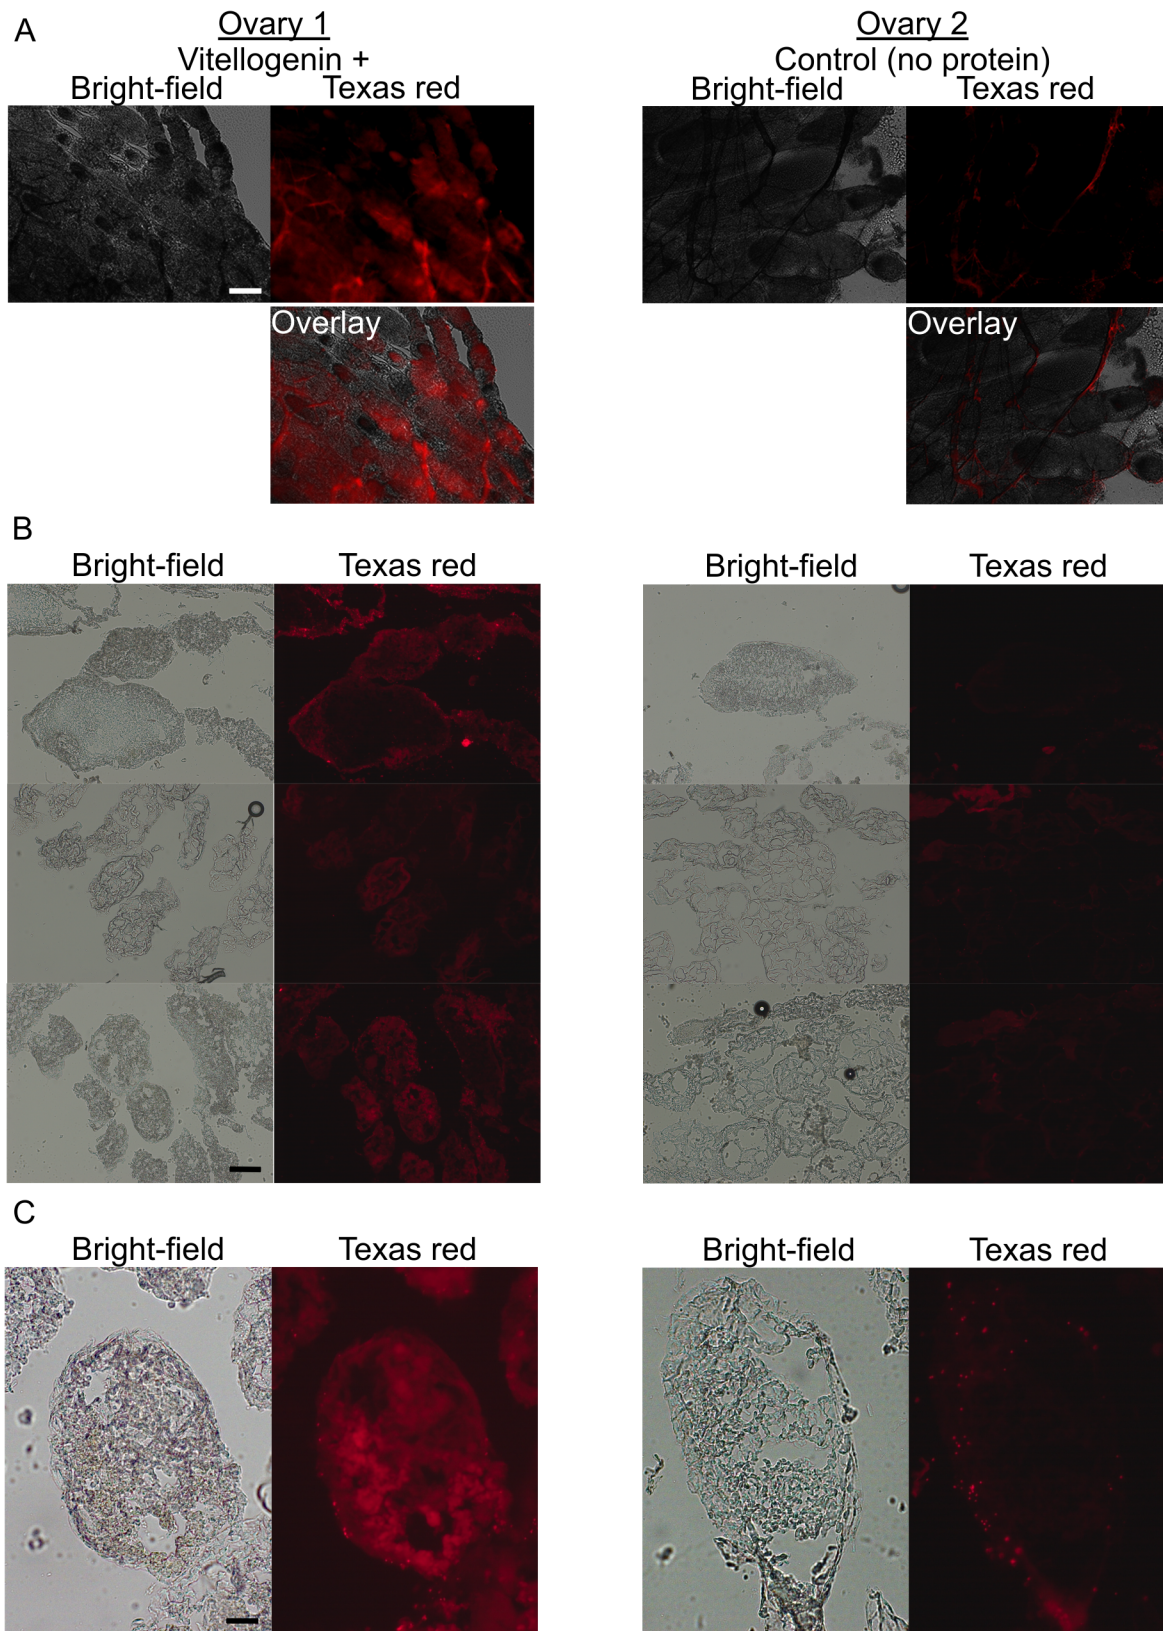 A
Ovary 1
Vitellogenin +
Bright-field Texas red
Overlay
Ovary 2
Control (no protein)
Bright-field Texas red
Overlay
B
Bright-field Texas red
Bright-field Texas red
C
Bright-field Texas red
Bright-field Texas red